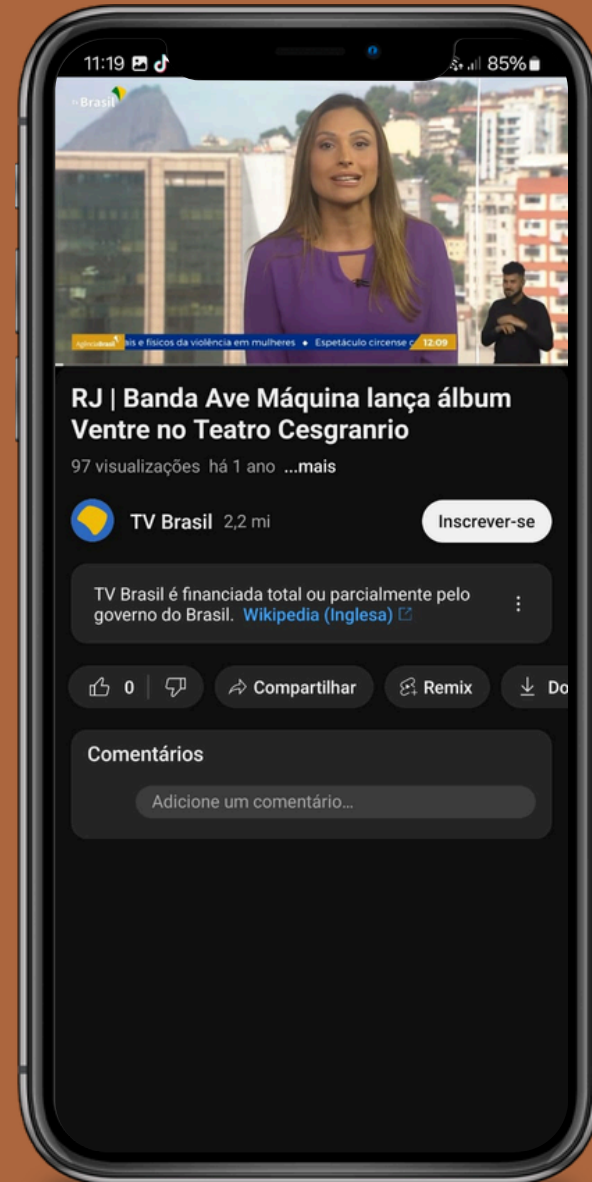 11:19
85%
Brasil
AgênciaBrasil
ais e físicos da violência em mulheres • Espetáculo circense c
12:09
RJ | Banda Ave Máquina lança álbum
Ventre no Teatro Cesgranrio
97 visualizações há 1 ano ...mais
TV Brasil 2,2 mi
Inscrever-se
TV Brasil é financiada total ou parcialmente pelo
governo do Brasil. Wikipedia (Inglesa)
0
Compartilhar
Remix
Do
Comentários
Adicione um comentário...